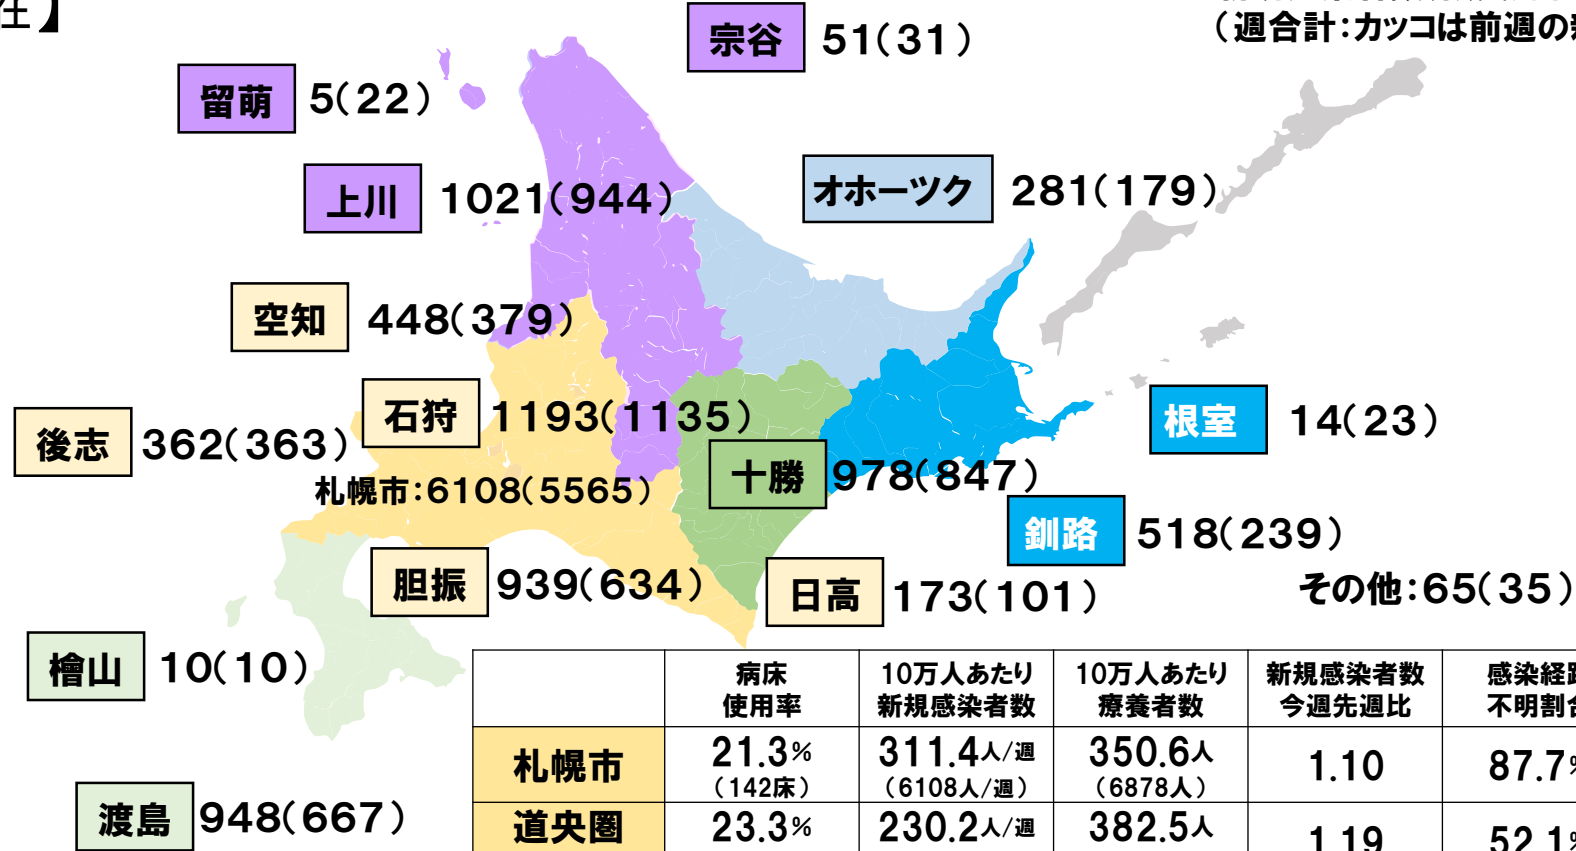 任】
（週合計：カッコは前週の
宗谷 51(31)
留萌 5(22)
上川 1021(944)
オホーツク 281(179)
空知 448(379)
石狩 1193(1135)
後志 362(363)
根室 14(23)
札幌市：6108(5565)
十勝 978(847)
釧路 518(239)
胆振 939(634)
日高 173(101)
その他：65(35)
檜山 10(10)
渡島 948(667)
病床 10万人あたり 10万人あたり 新規感染者数 感染経路
使用率 新規感染者数 療養者数 今週先週比 不明割合
札幌市 21.3% 311.4人/週 350.6人 1.10 87.7%
（142床） （6108人/週） （6878人）
道央圏 23.3% 230.2人/週 382.5人 1.19 52.1%